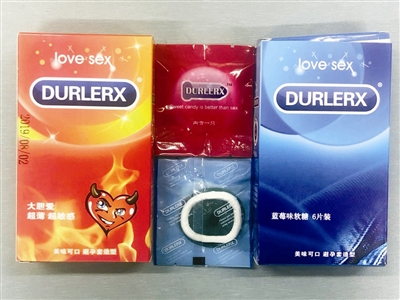 love sex
DURLERX
2019/08/02
大胆爱
超薄 超敏感
美味可口 避孕套造型
DURLERX
Sweet candy is better than sex
DURLERX
love sex
DURLERX
蓝莓味软糖 6片装
美味可口 避孕套造型